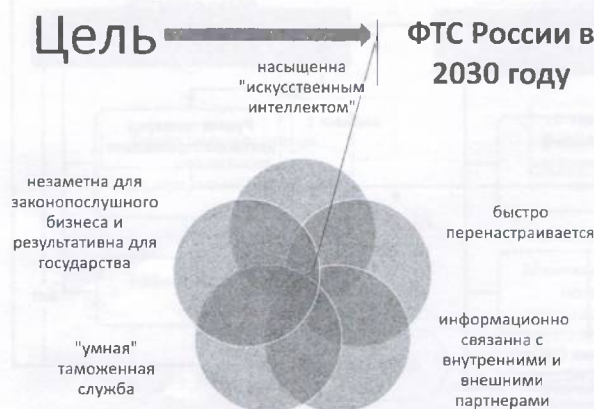 Цель
ФТС России в
2030 году
насыщенна
"искусственным
интеллектом"
незаметна для
законопослушного
бизнеса и
результативна для
государства
быстро
перенастраивается
"умная"
таможенная
служба
информационно
связанна с
внутренними и
внешними
партнерами